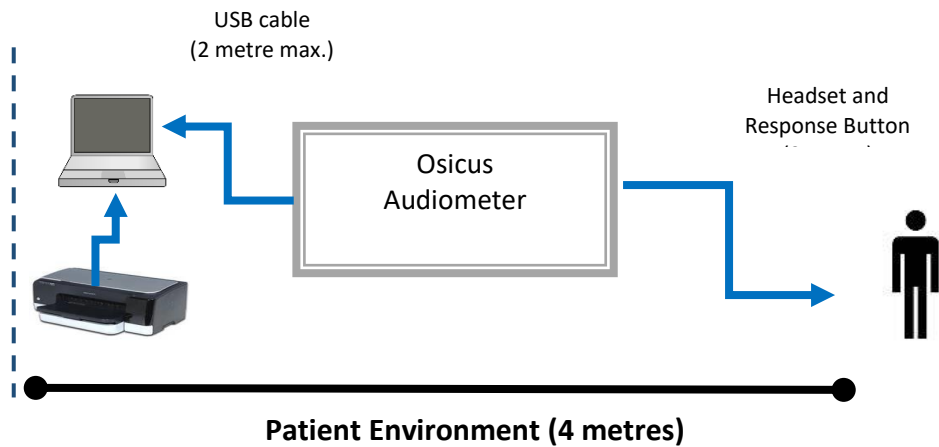 USB cable
(2 metre max.)
Headset and
Response Button
Osicus
Audiometer
Patient Environment (4 metres)